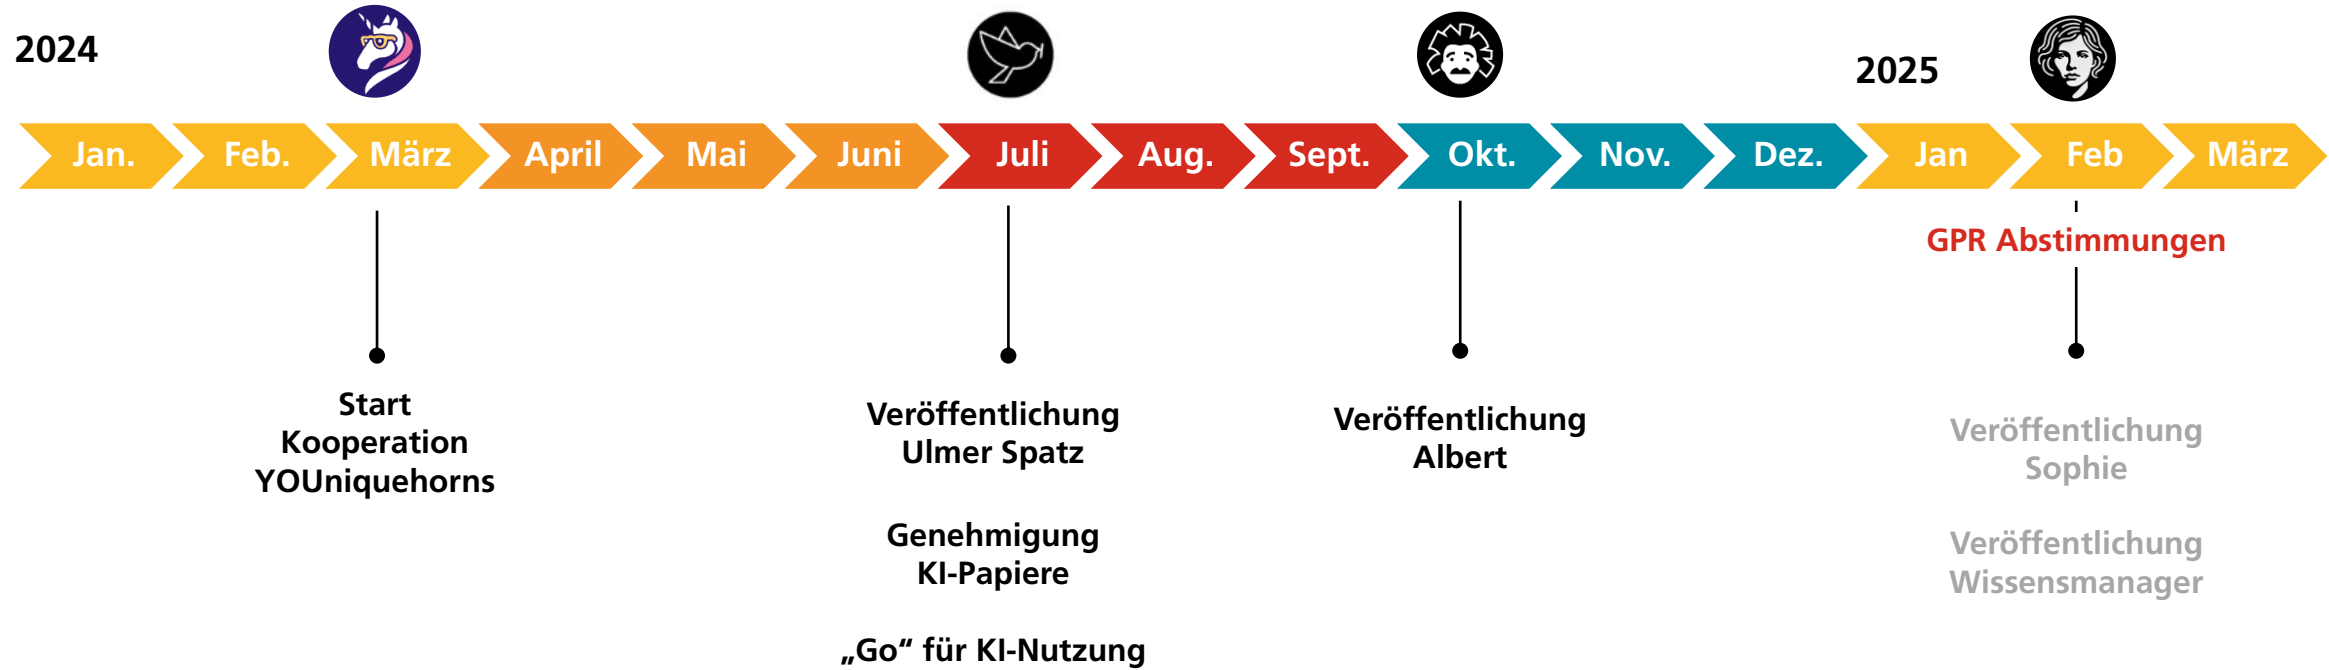 2024
2025
Jan.
Feb.
März
April
Mai
Juni
Juli
Aug.
Sept.
Okt.
Nov.
Dez.
Jan
Feb
März
GPR Abstimmungen
Start
Kooperation
YOUniquehorns
Veröffentlichung
Ulmer Spatz
Genehmigung
KI-Papiere
„Go“ für KI-Nutzung
Veröffentlichung
Albert
Veröffentlichung
Sophie
Veröffentlichung
Wissensmanager